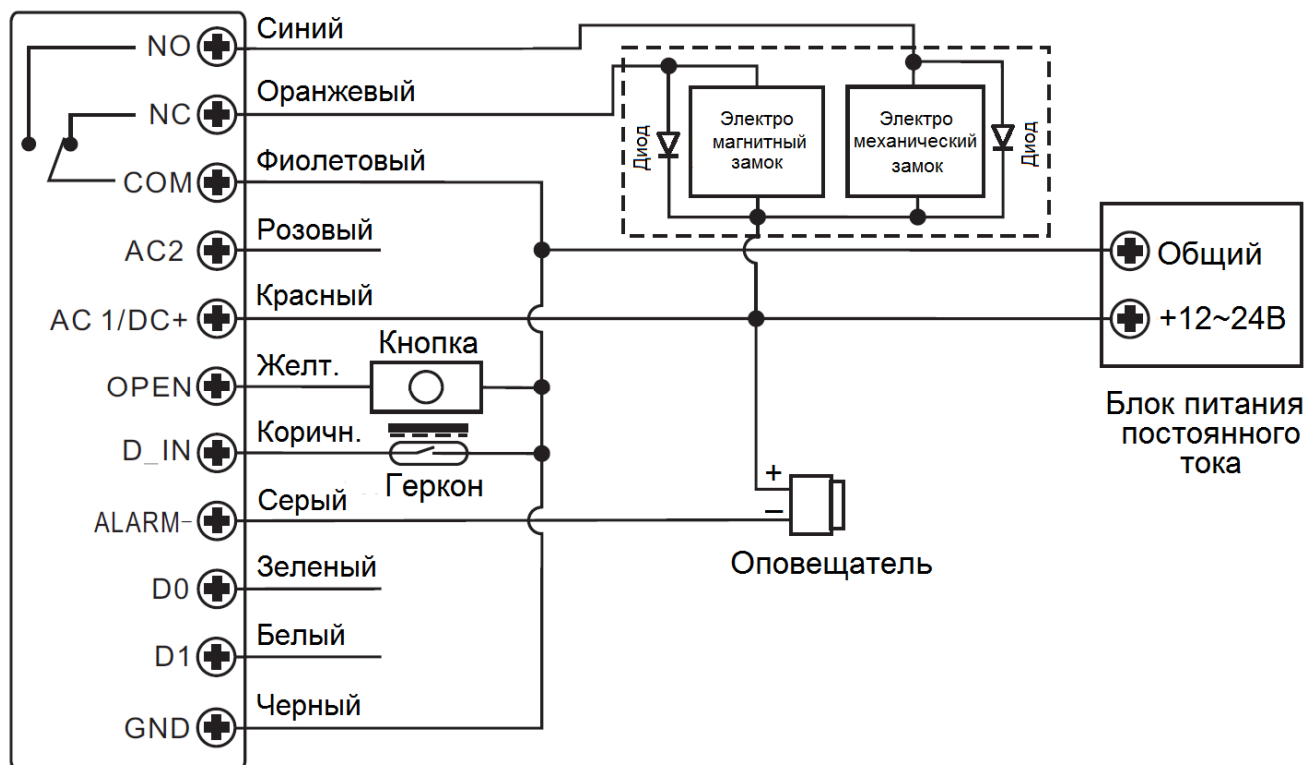 NO
Синий
NC
Оранжевый
COM
Фиолетовый
AC2
Розовый
AC 1/DC+
Красный
OPEN
Желт.
Кнопка
D_IN
Коричн.
Геркон
ALARM-
Серый
D0
Зеленый
D1
Белый
GND
Черный
Диод
Электро
магнитный
замок
Электро
механический
замок
Диод
Общий
+12~24В
Блок питания
постоянного
тока
+
−
Оповещатель